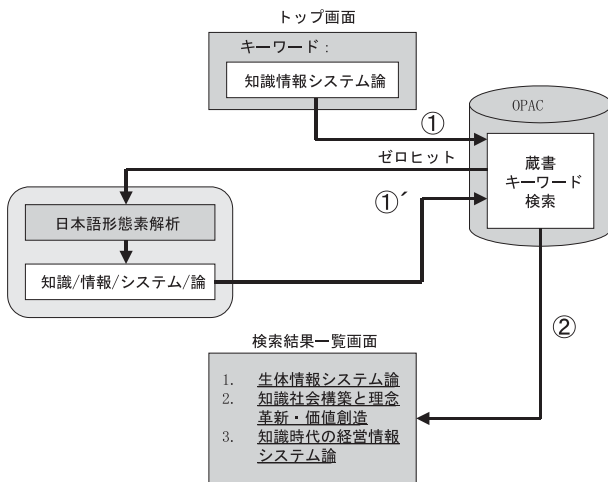 トップ画面
キーワード：
知識情報システム論
①
OPAC
蔵書
キーワード
検索
ゼロヒット
①´
日本語形態素解析
知識/情報/システム/論
②
検索結果一覧画面
1. 生体情報システム論
2. 知識社会構築と理念
革新・価値創造
3. 知識時代の経営情報
システム論